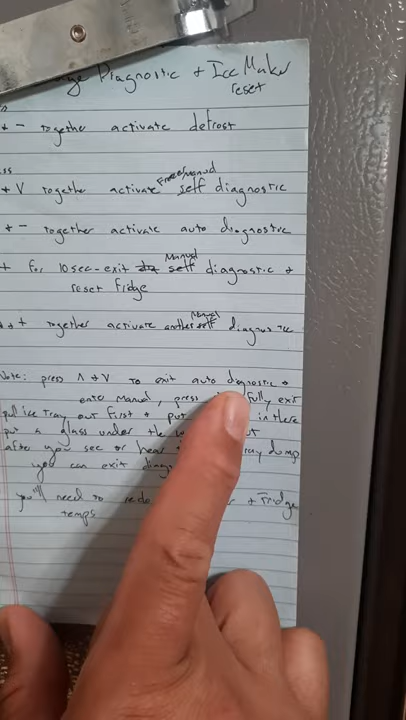 Diagnostic + Ice Maker
reset
+ - together activate defrost
+ V together activate Freeze/Manual self diagnostic
+ - together activate auto diagnostic
+ for 10sec - exit Manual self diagnostic +
reset fridge
+ together activate Manual diagnostic
Note: press Λ + V to exit auto diagnostic +
enter Manual, press fully exit
pull ice tray out first + put in there
put a glass under the
after you see or hear tray dump
you can exit
you'll need to redo + Fridge
temps